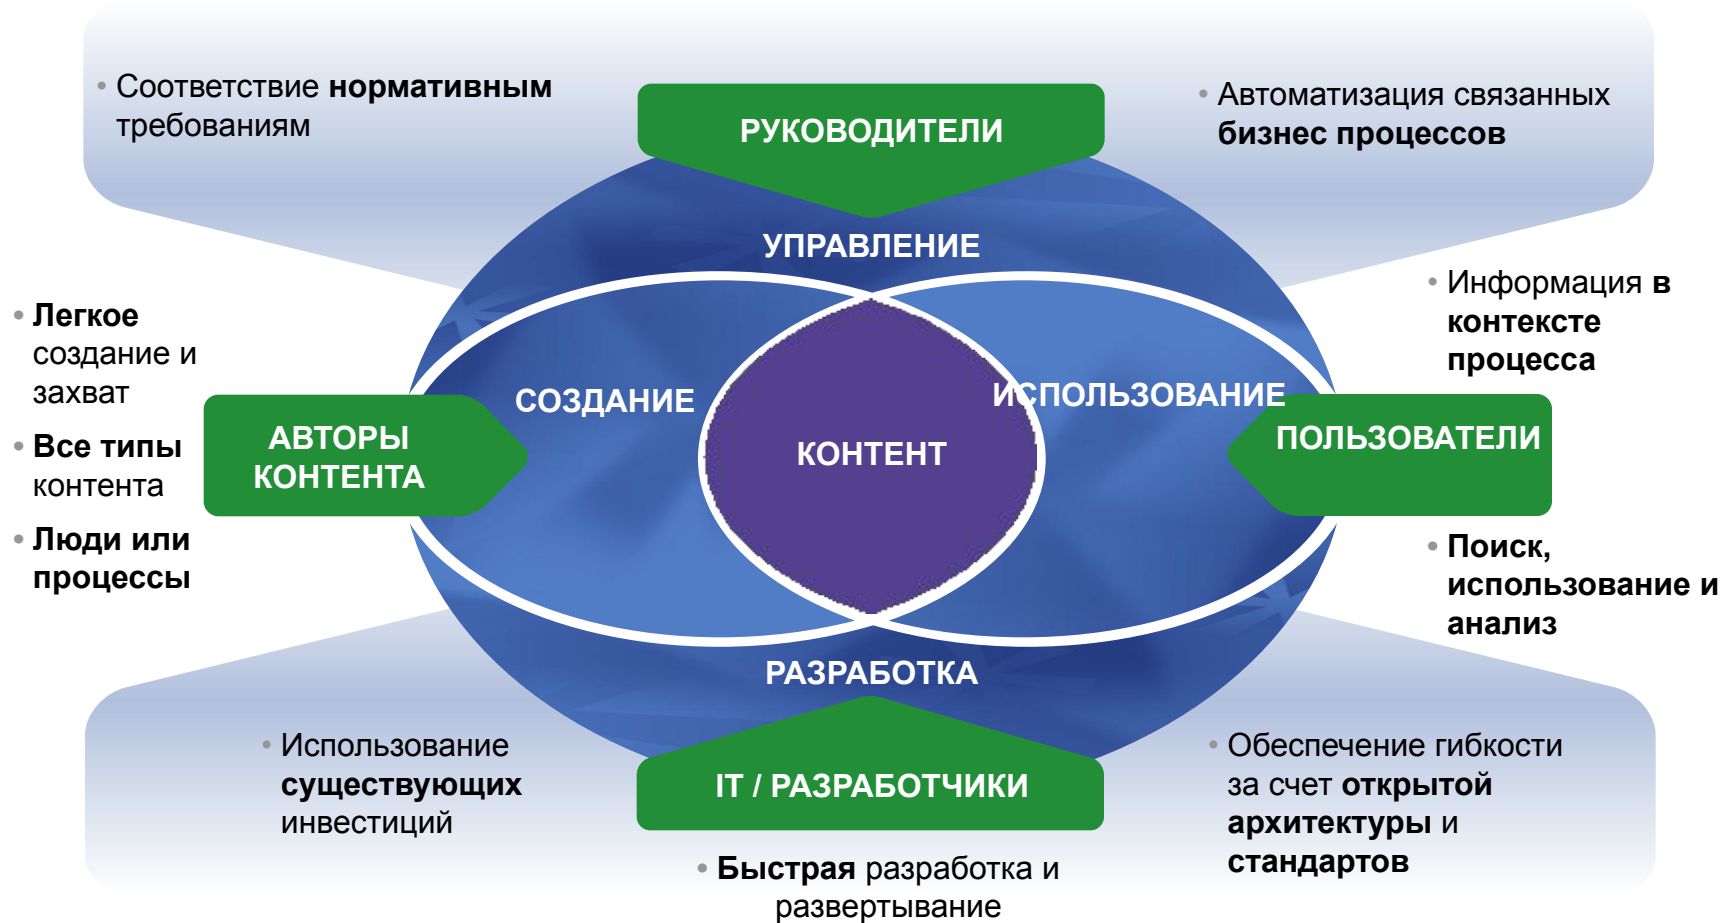 • Соответствие нормативным
требованиям
РУКОВОДИТЕЛИ
• Автоматизация связанных
бизнес процессов
УПРАВЛЕНИЕ
• Легкое
создание и
захват
• Все типы
контента
• Люди или
процессы
АВТОРЫ
КОНТЕНТА
СОЗДАНИЕ
КОНТЕНТ
ИСПОЛЬЗОВАНИЕ
ПОЛЬЗОВАТЕЛИ
• Информация в
контексте
процесса
• Поиск,
использование и
анализ
РАЗРАБОТКА
• Использование
существующих
инвестиций
IT / РАЗРАБОТЧИКИ
• Быстрая разработка и
развертывание
• Обеспечение гибкости
за счет открытой
архитектуры и
стандартов